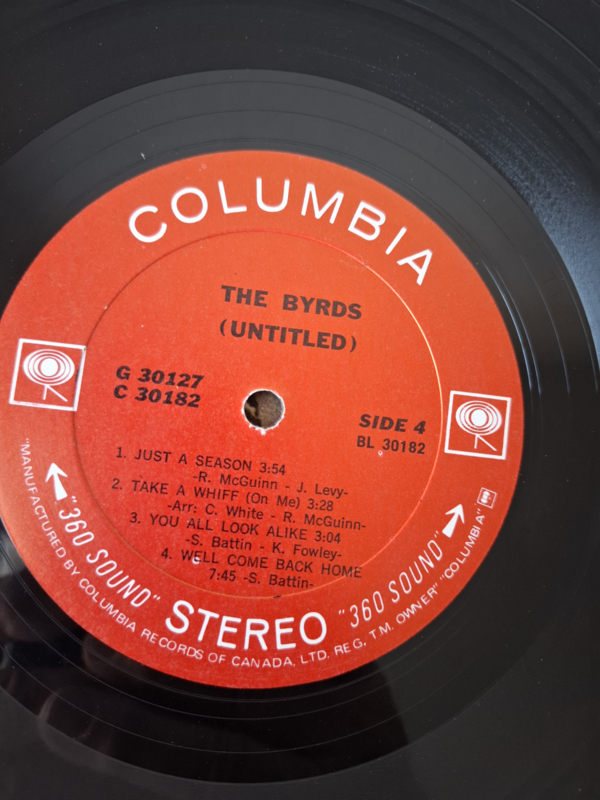 COLUMBIA
THE BYRDS
(UNTITLED)
G 30127
C 30182
SIDE 4
BL 30182
1. JUST A SEASON 3:54
-R. McGuinn - J. Levy-
2. TAKE A WHIFF (On Me) 3:28
-Arr: C. White - R. McGuinn-
3. YOU ALL LOOK ALIKE 3:04
-S. Battin - K. Fowley-
4. WELL COME BACK HOME
7:45 -S. Battin-
"360 SOUND" STEREO "360 SOUND"
"MANUFACTURED BY COLUMBIA RECORDS OF CANADA, LTD. REG, T.M. OWNER" "COLUMBIA"